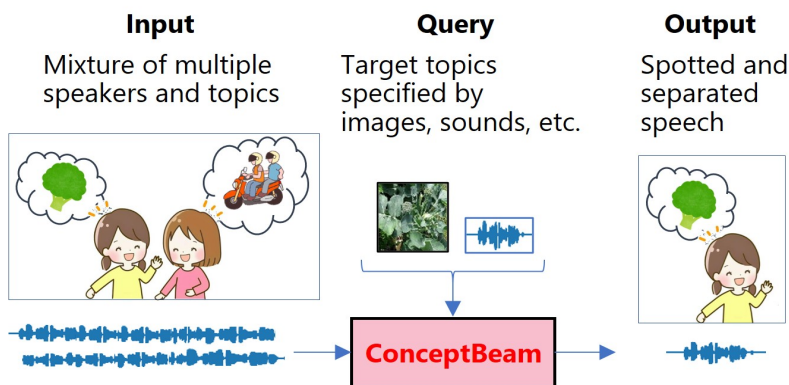 Input
Mixture of multiple
speakers and topics
Query
Target topics
specified by
images, sounds, etc.
Output
Spotted and
separated
speech
ConceptBeam